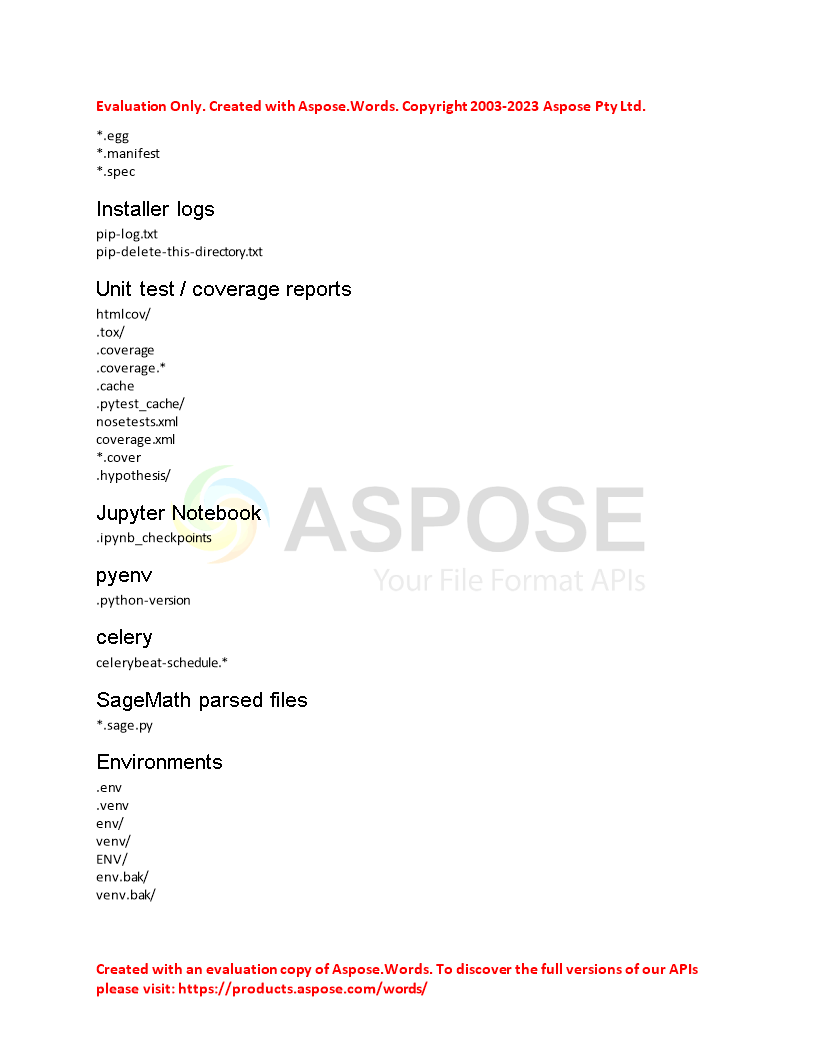 Evaluation Only. Created with Aspose.Words. Copyright 2003-2023 Aspose Pty Ltd.
*.egg
*.manifest
*.spec
Installer logs
pip-log.txt
pip-delete-this-directory.txt
Unit test / coverage reports
htmlcov/
.tox/
.coverage
.coverage.*
.cache
.pytest_cache/
nosetests.xml
coverage.xml
*.cover
.hypothesis/
ASPOSE
Your File Format APIs
Jupyter Notebook
.ipynb_checkpoints
pyenv
.python-version
celery
celerybeat-schedule.*
SageMath parsed files
*.sage.py
Environments
.env
.venv
env/
venv/
ENV/
env.bak/
venv.bak/
Created with an evaluation copy of Aspose.Words. To discover the full versions of our APIs
please visit: https://products.aspose.com/words/